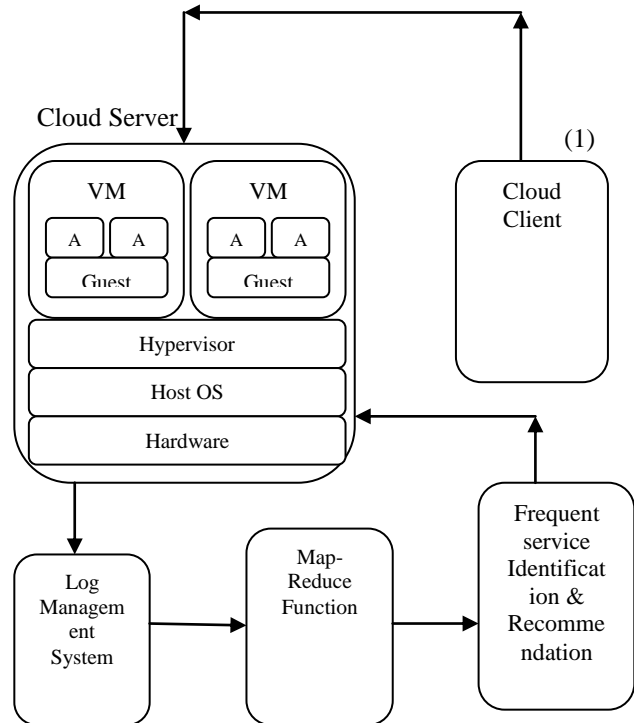 Cloud Server
(1)
VM
VM
Cloud
Client
A
A
A
A
Guest
Guest
Hypervisor
Host OS
Hardware
Log
Managem
ent
System
Map-
Reduce
Function
Frequent
service
Identificat
ion &
Recomme
ndation